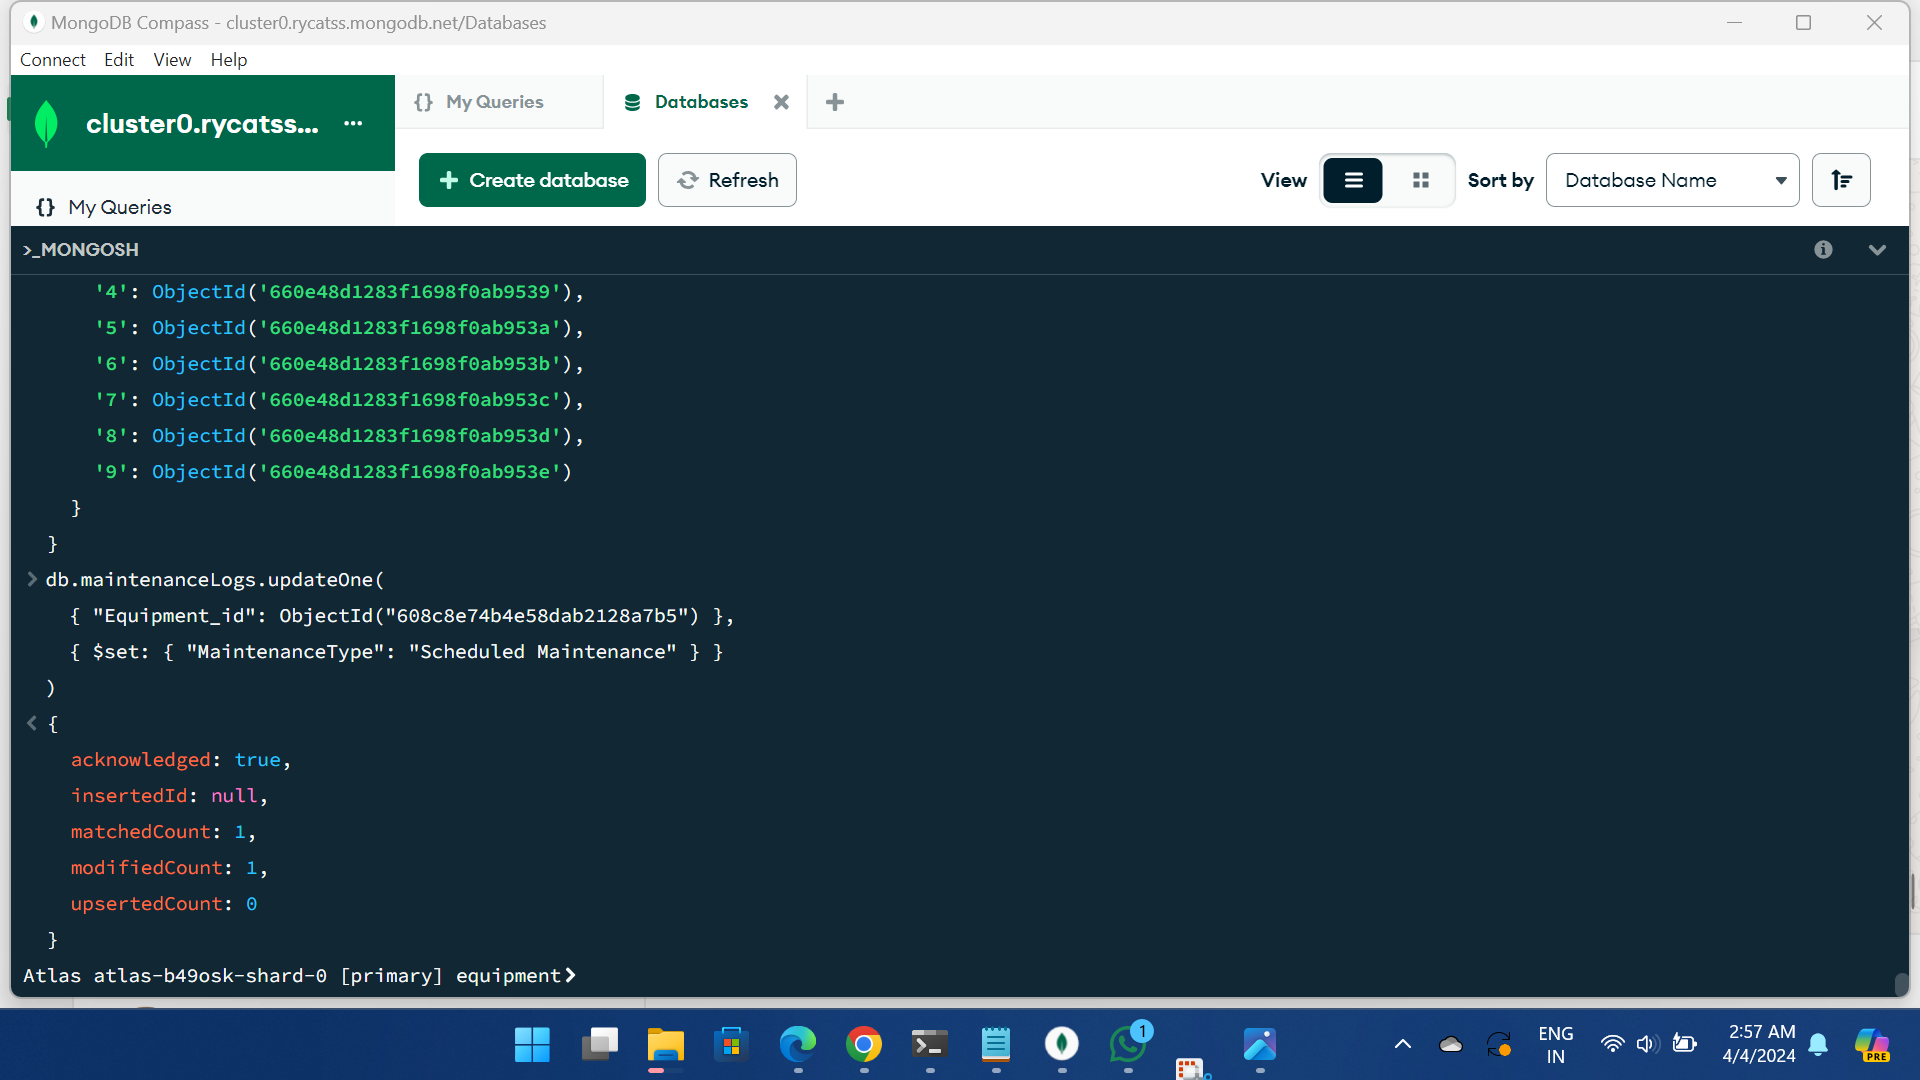 MongoDB Compass - cluster0.rycatss.mongodb.net/Databases
Connect Edit View Help
cluster0.rycatss... ...
{} My Queries
Databases
{} My Queries
+ Create database
Refresh
View
Sort by
Database Name
>_MONGOSH
'4': ObjectId('660e48d1283f1698f0ab9539'),
'5': ObjectId('660e48d1283f1698f0ab953a'),
'6': ObjectId('660e48d1283f1698f0ab953b'),
'7': ObjectId('660e48d1283f1698f0ab953c'),
'8': ObjectId('660e48d1283f1698f0ab953d'),
'9': ObjectId('660e48d1283f1698f0ab953e')
}
}
> db.maintenanceLogs.updateOne(
{ "Equipment_id": ObjectId("608c8e74b4e58dab2128a7b5") },
{ $set: { "MaintenanceType": "Scheduled Maintenance" } }
)
< {
acknowledged: true,
insertedId: null,
matchedCount: 1,
modifiedCount: 1,
upsertedCount: 0
}
Atlas atlas-b49osk-shard-0 [primary] equipment>
1
ENG
IN
2:57 AM
4/4/2024
PRE